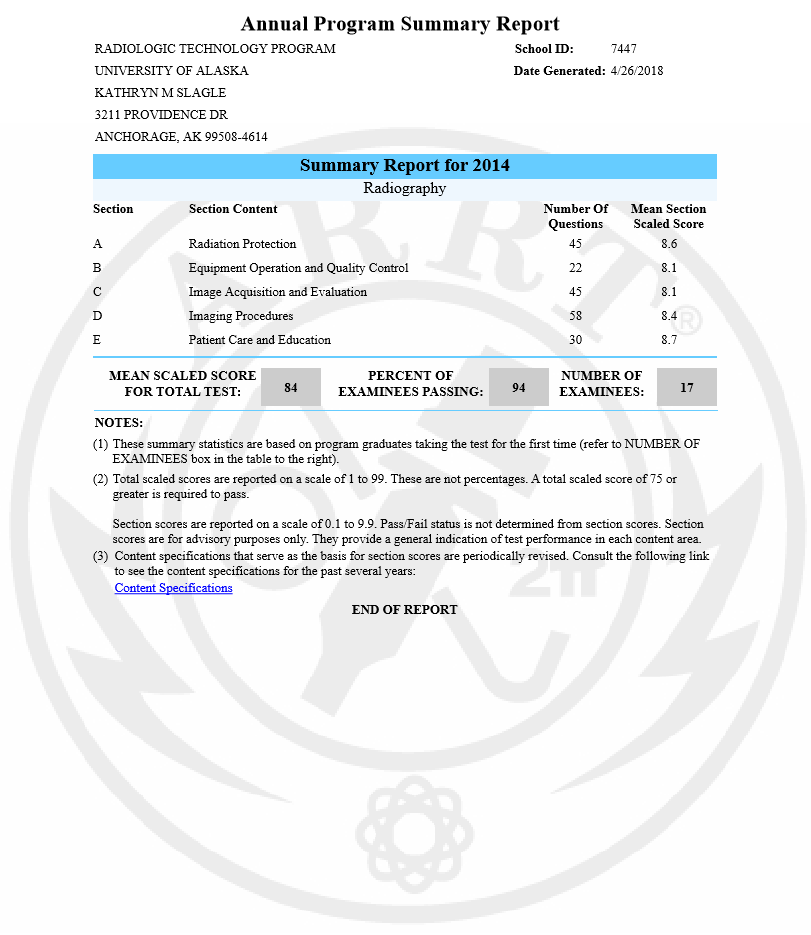 Annual Program Summary Report
RADIOLOGIC TECHNOLOGY PROGRAM School ID: 7447
UNIVERSITY OF ALASKA Date Generated: 4/26/2018
KATHRYN M SLAGLE
3211 PROVIDENCE DR
ANCHORAGE, AK 99508-4614
Summary Report for 2014
Radiography
Section Section Content Number Of Questions Mean Section Scaled Score
A Radiation Protection 45 8.6
B Equipment Operation and Quality Control 22 8.1
C Image Acquisition and Evaluation 45 8.1
D Imaging Procedures 58 8.4
E Patient Care and Education 30 8.7
MEAN SCALED SCORE FOR TOTAL TEST: 84 PERCENT OF EXAMINEES PASSING: 94 NUMBER OF EXAMINEES: 17
NOTES:
(1) These summary statistics are based on program graduates taking the test for the first time (refer to NUMBER OF
EXAMINEES box in the table to the right).
(2) Total scaled scores are reported on a scale of 1 to 99. These are not percentages. A total scaled score of 75 or
greater is required to pass.
Section scores are reported on a scale of 0.1 to 9.9. Pass/Fail status is not determined from section scores. Section
scores are for advisory purposes only. They provide a general indication of test performance in each content area.
(3) Content specifications that serve as the basis for section scores are periodically revised. Consult the following link
to see the content specifications for the past several years:
Content Specifications
END OF REPORT
ARRT®